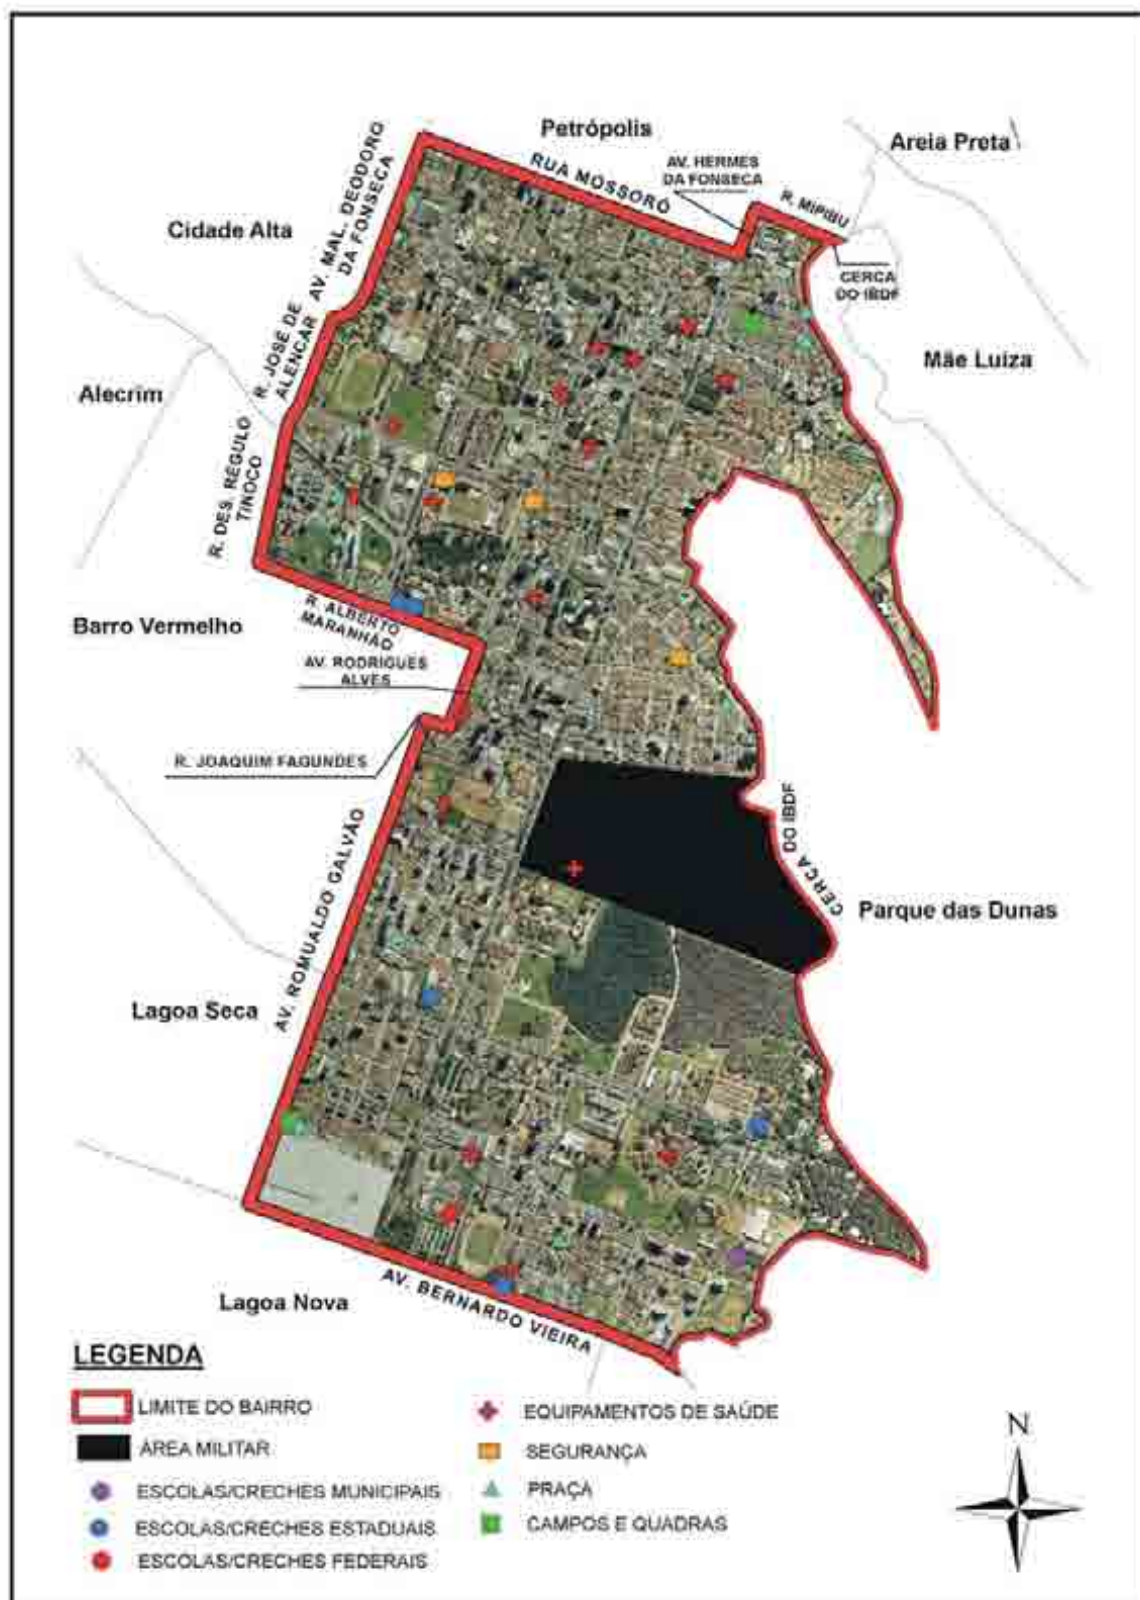 Petrópolis
Areia Preta
RUA MOSSORÓ
AV. HERMES
DA FONSECA
R. MIPIBU
Cidade Alta
AV. MAL. DEODORO
DA FONSECA
CERCA
DO IBDF
R. JOSE DE
ALENCAR
Mãe Luiza
Alecrim
R. DES. REGULO
TINOCO
Barro Vermelho
R. ALBERTO
MARANHÃO
AV. RODRIGUES
ALVES
R. JOAQUIM FAGUNDES
CERCA DO IBDF
AV. ROMUALDO GALVÃO
Parque das Dunas
Lagoa Seca
Lagoa Nova
AV. BERNARDO VIEIRA
LEGENDA
LIMITE DO BAIRRO
ÁREA MILITAR
ESCOLAS/CRECHES MUNICIPAIS
ESCOLAS/CRECHES ESTADUAIS
ESCOLAS/CRECHES FEDERAIS
EQUIPAMENTOS DE SAÚDE
SEGURANÇA
PRAÇA
CAMPOS E QUADRAS
N